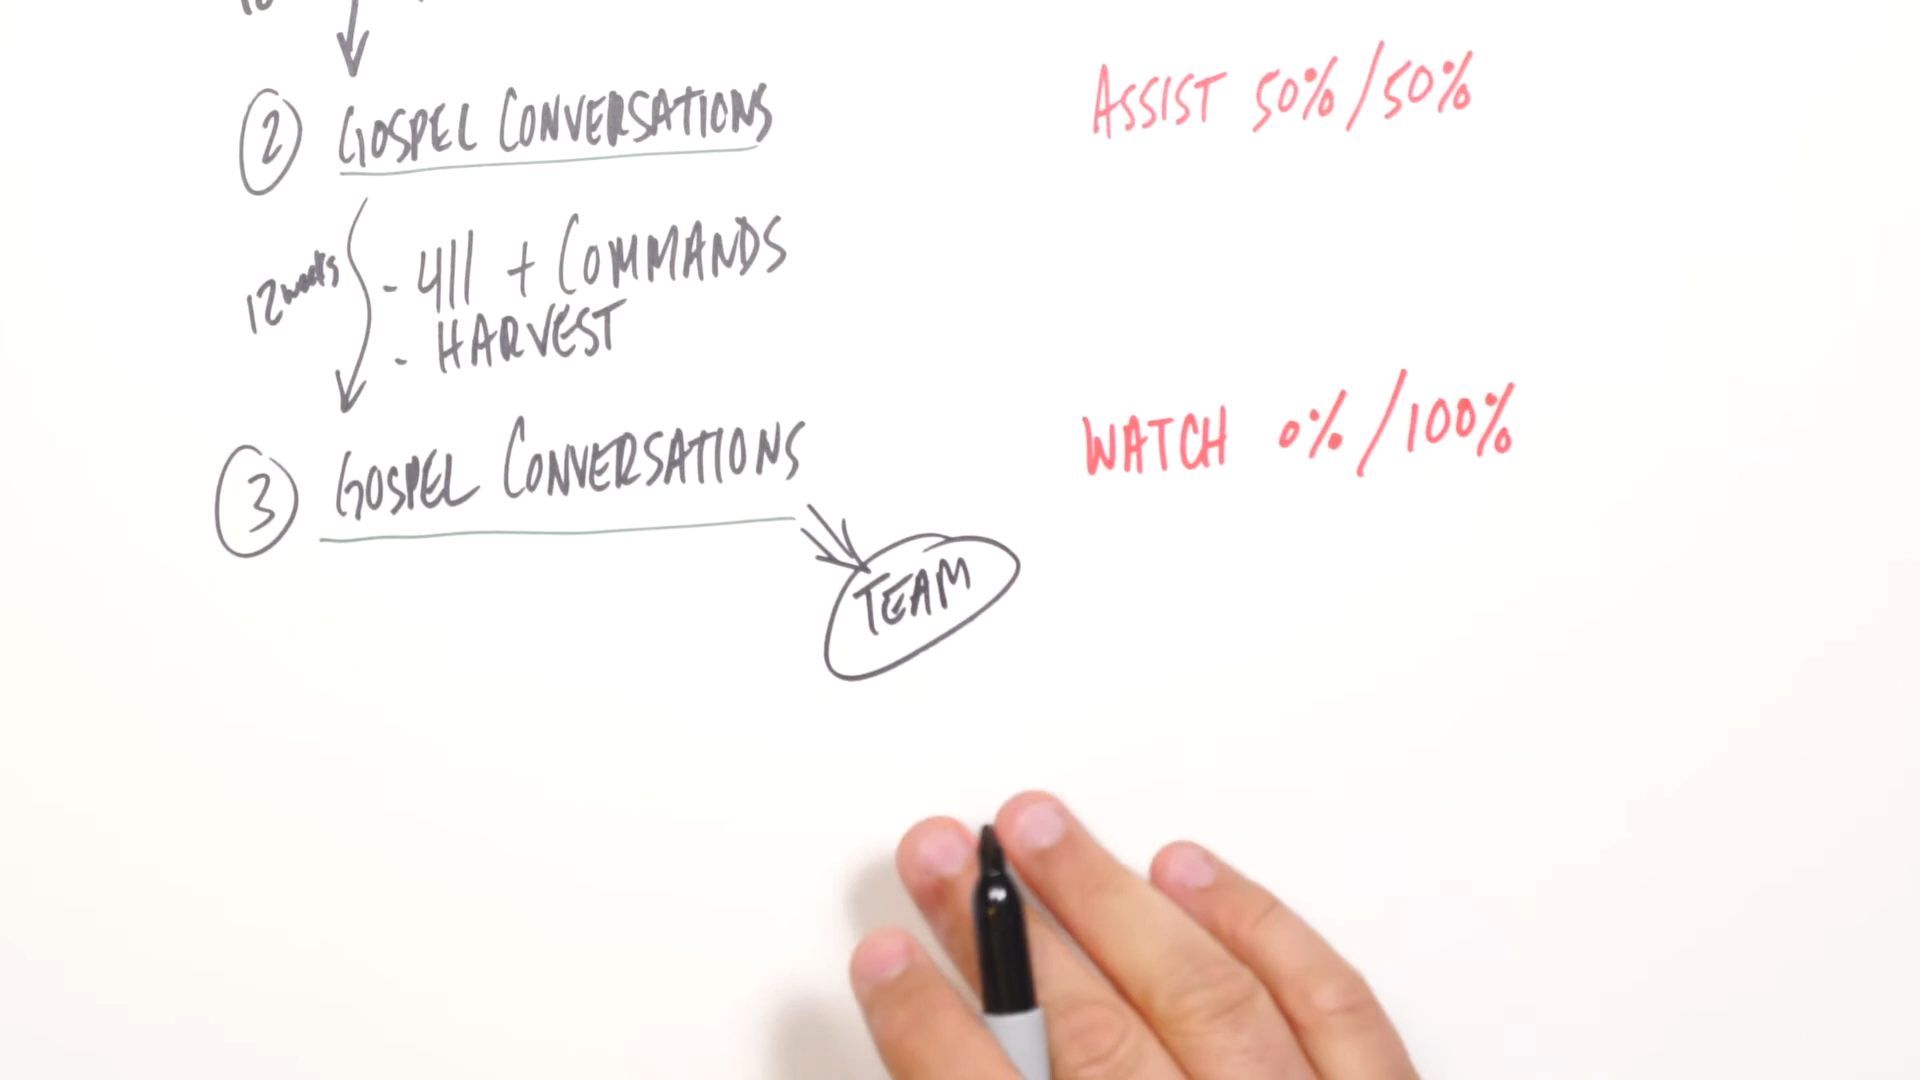 ② GOSPEL CONVERSATIONS
ASSIST 50%/50%
12 weeks
- 411 + COMMANDS
- HARVEST
③ GOSPEL CONVERSATIONS
WATCH 0%/100%
TEAM